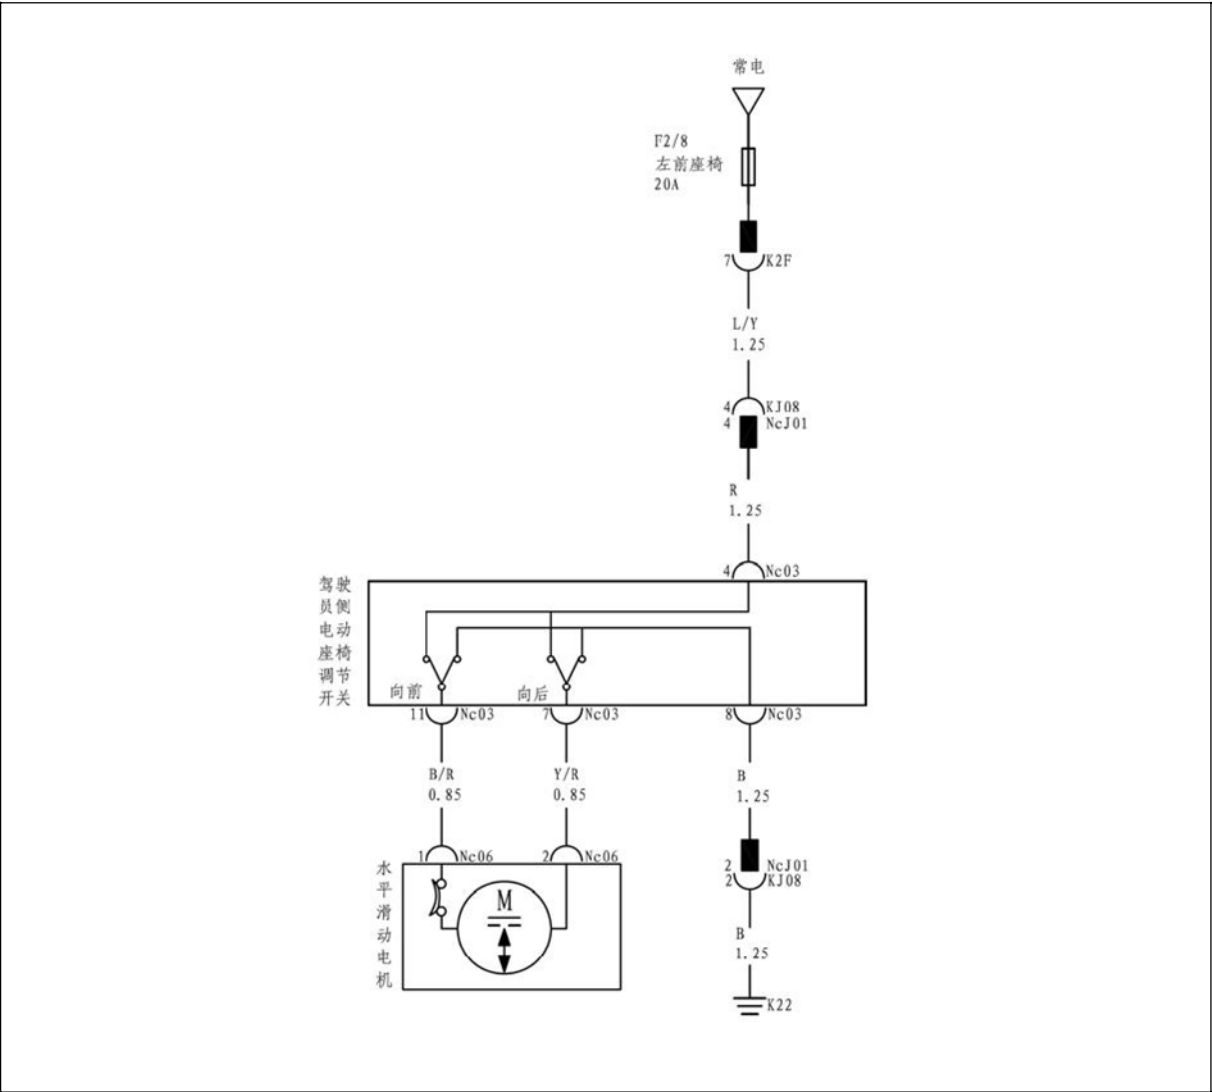 常电
F2/8
左前座椅
20A
7 K2F
L/Y
1.25
4 KJ08
4 NcJ01
R
1.25
4 Nc03
驾驶
员侧
电动
座椅
调节
开关
向前 向后
11 Nc03 7 Nc03 8 Nc03
B/R Y/R B
0.85 0.85 1.25
1 Nc06 2 Nc06
2 NcJ01
2 KJ08
水
平
滑
动
电
机
M
B
1.25
K22